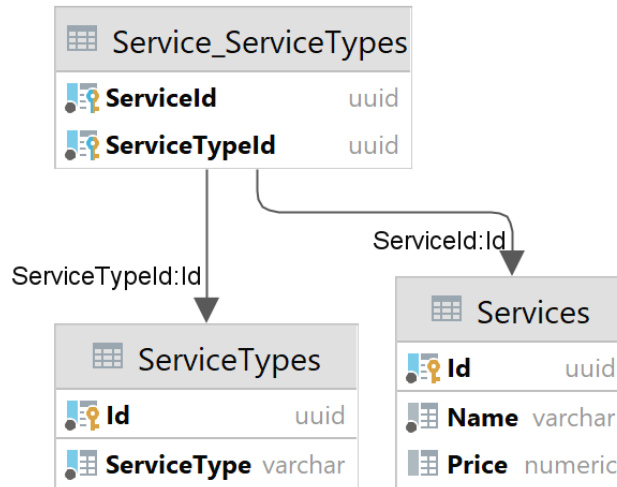 Service_ServiceTypes
ServiceId uuid
ServiceTypeId uuid
ServiceId:Id
ServiceTypeId:Id
Services
Id uuid
Name varchar
Price numeric
ServiceTypes
Id uuid
ServiceType varchar